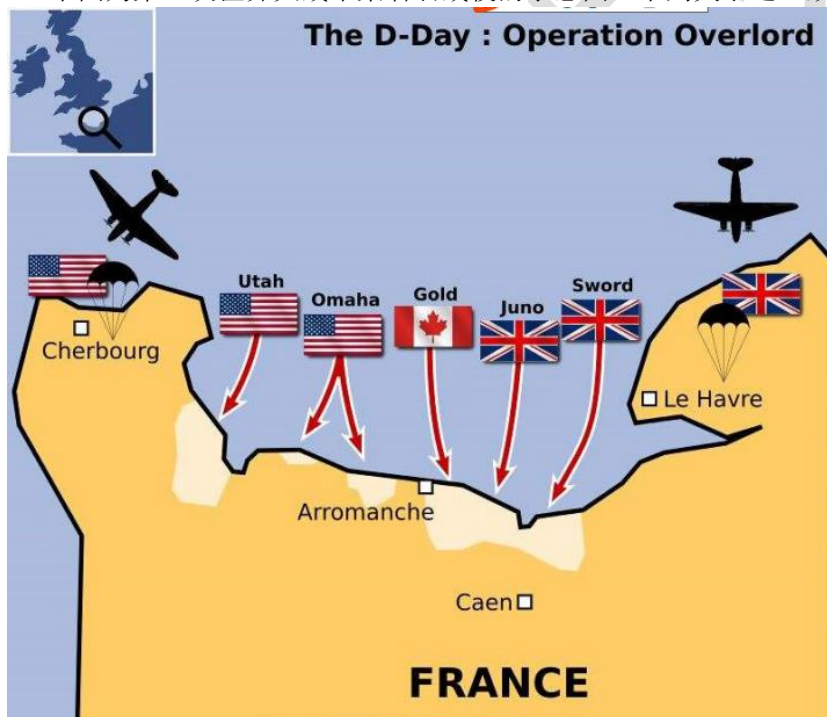 The D-Day : Operation Overlord
Utah
Omaha
Gold
Juno
Sword
Cherbourg
Le Havre
Arromanche
Caen
FRANCE